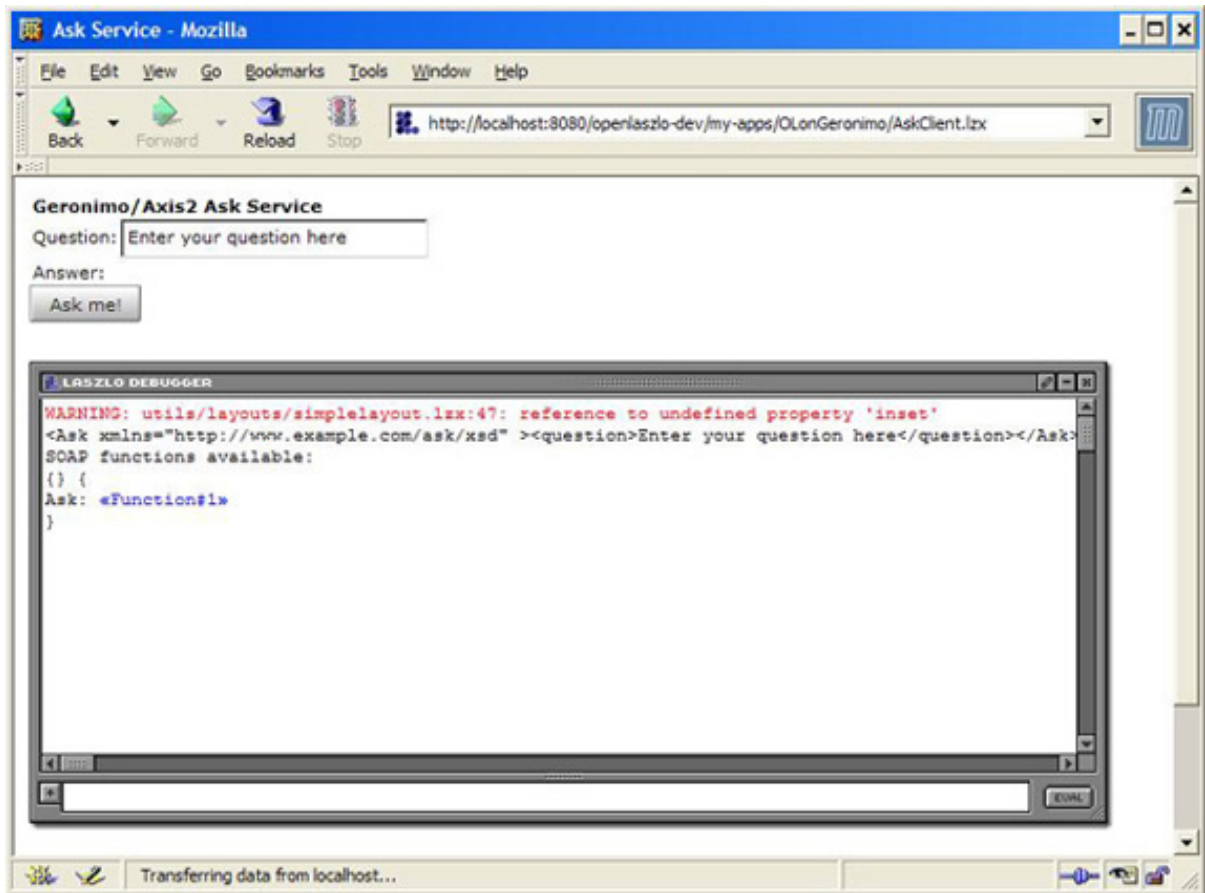 Ask Service - Mozilla
File Edit View Go Bookmarks Tools Window Help
Back Forward Reload Stop http://localhost:8080/openlaszlo-dev/my-apps/OLonGeronimo/AskClient.lzx
Geronimo/Axis2 Ask Service
Question: Enter your question here
Answer:
Ask me!
LASZLO DEBUGGER
WARNING: utils/layouts/simplelayout.lzx:47: reference to undefined property 'inset'
<Ask xmlns="http://www.example.com/ask/xsd" ><question>Enter your question here</question></Ask>
SOAP functions available:
{} {
Ask: «Function#1»
}
EVAL
Transferring data from localhost...